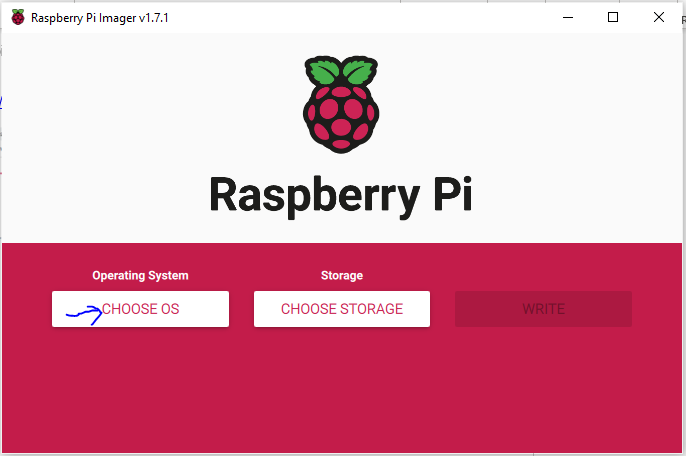 Raspberry Pi Imager v1.7.1
Raspberry Pi
Operating System
Storage
CHOOSE OS
CHOOSE STORAGE
WRITE